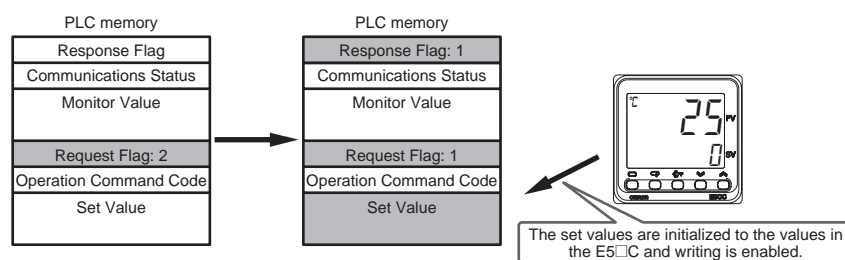 PLC memory
Response Flag
Communications Status
Monitor Value
Request Flag: 2
Operation Command Code
Set Value
PLC memory
Response Flag: 1
Communications Status
Monitor Value
Request Flag: 1
Operation Command Code
Set Value
℃
25
PV
0
SV
omron
E5CC
The set values are initialized to the values in
the E5□C and writing is enabled.